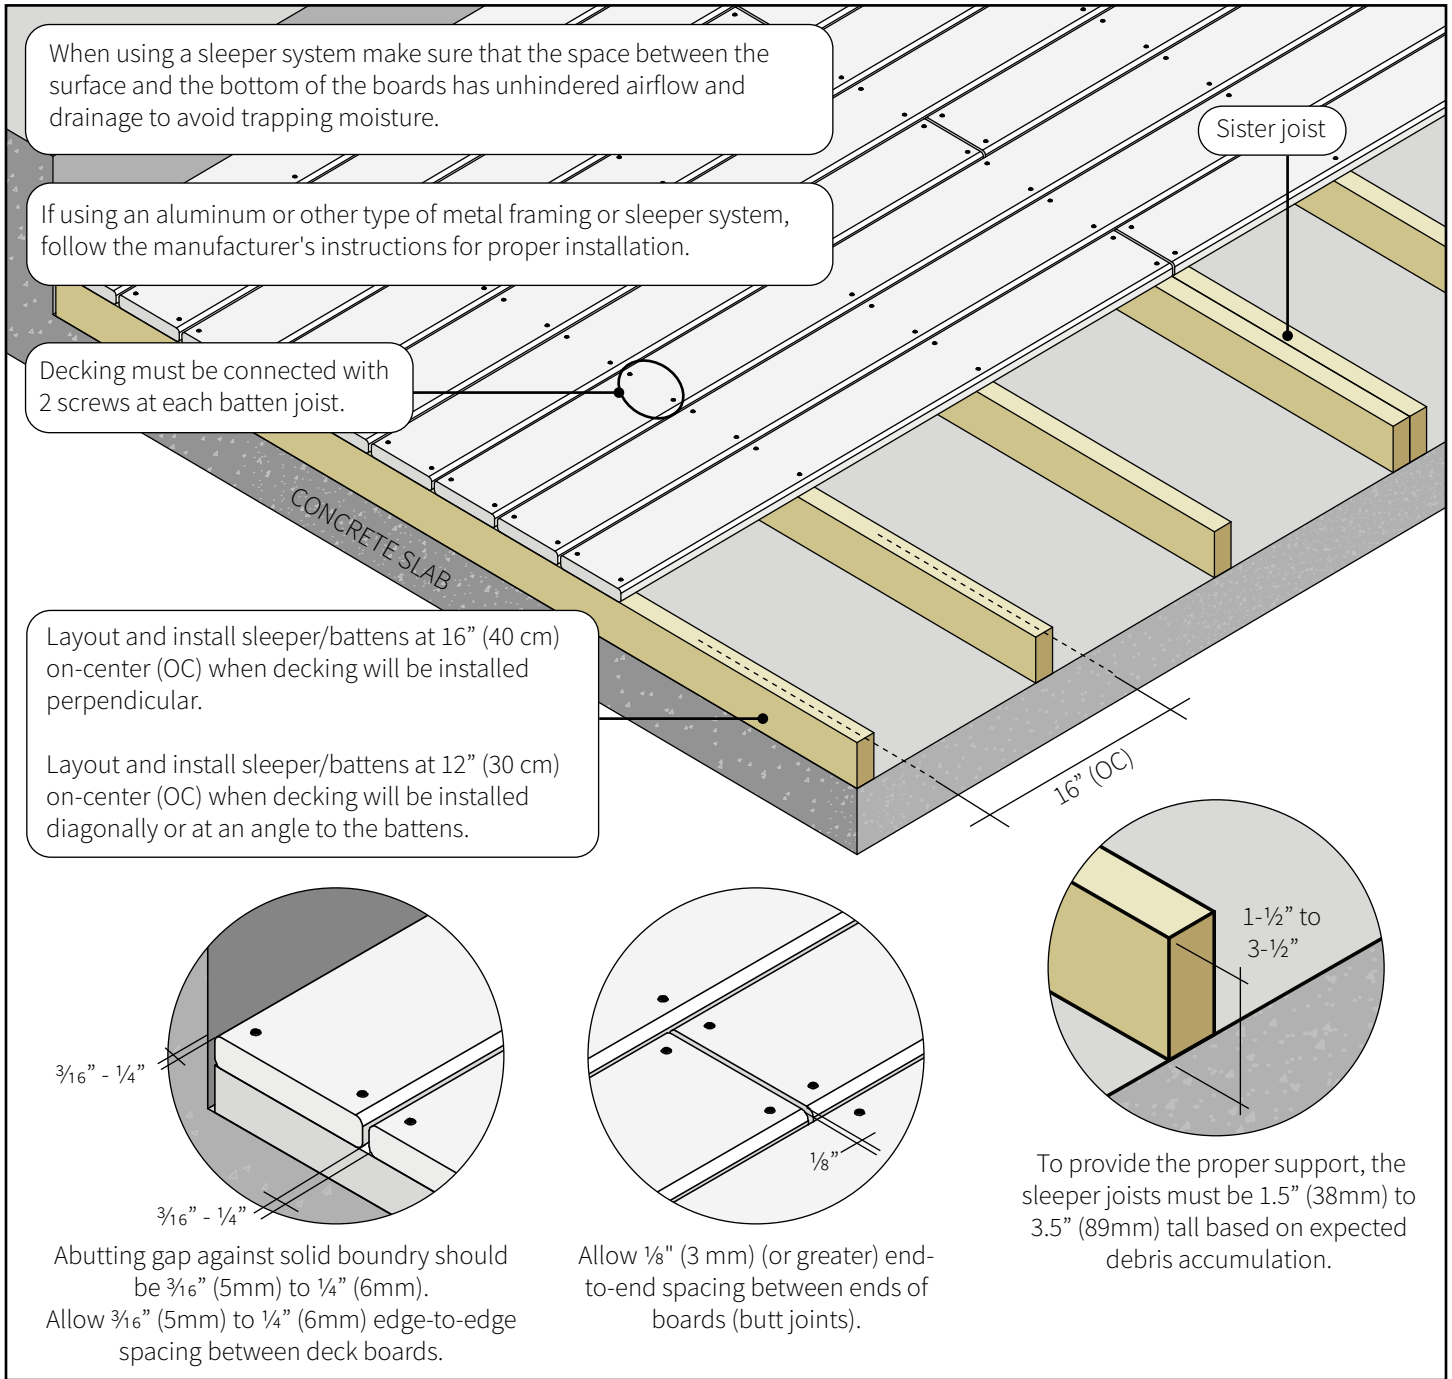 When using a sleeper system make sure that the space between the
surface and the bottom of the boards has unhindered airflow and
drainage to avoid trapping moisture.
Sister joist
If using an aluminum or other type of metal framing or sleeper system,
follow the manufacturer's instructions for proper installation.
Decking must be connected with
2 screws at each batten joist.
CONCRETE SLAB
Layout and install sleeper/battens at 16” (40 cm)
on-center (OC) when decking will be installed
perpendicular.
Layout and install sleeper/battens at 12” (30 cm)
on-center (OC) when decking will be installed
diagonally or at an angle to the battens.
16” (OC)
3⁄16” - ¼”
3⁄16” - ¼”
Abutting gap against solid boundry should
be 3⁄16” (5mm) to ¼” (6mm).
Allow 3⁄16” (5mm) to ¼” (6mm) edge-to-edge
spacing between deck boards.
⅛”
Allow ⅛" (3 mm) (or greater) end-
to-end spacing between ends of
boards (butt joints).
1-½” to
3-½”
To provide the proper support, the
sleeper joists must be 1.5” (38mm) to
3.5” (89mm) tall based on expected
debris accumulation.